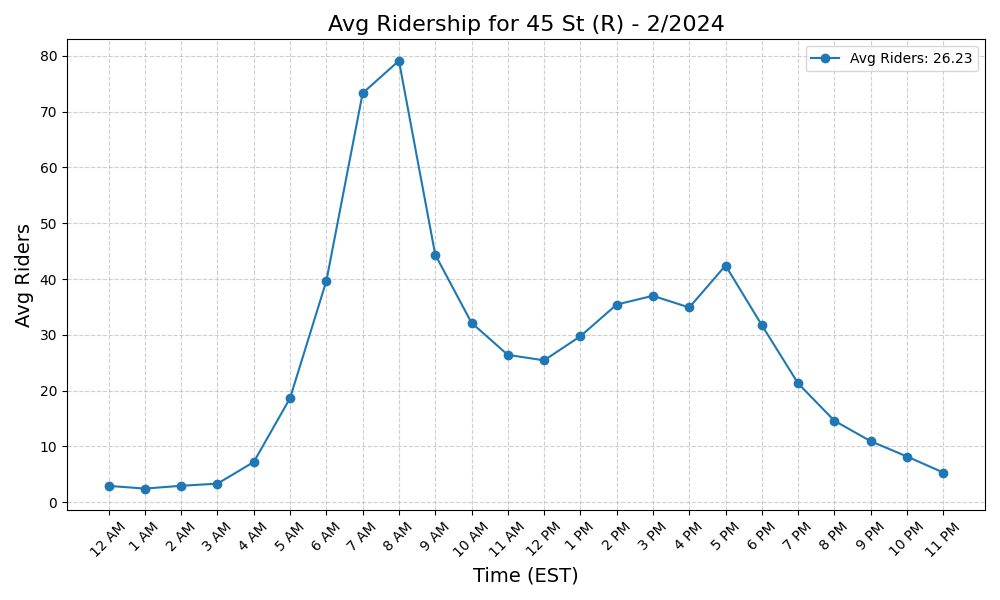 Avg Ridership for 45 St (R) - 2/2024
Avg Riders: 26.23
80
70
60
50
40
30
20
10
0
Avg Riders
12 AM
1 AM
2 AM
3 AM
4 AM
5 AM
6 AM
7 AM
8 AM
9 AM
10 AM
11 AM
12 PM
1 PM
2 PM
3 PM
4 PM
5 PM
6 PM
7 PM
8 PM
9 PM
10 PM
11 PM
Time (EST)